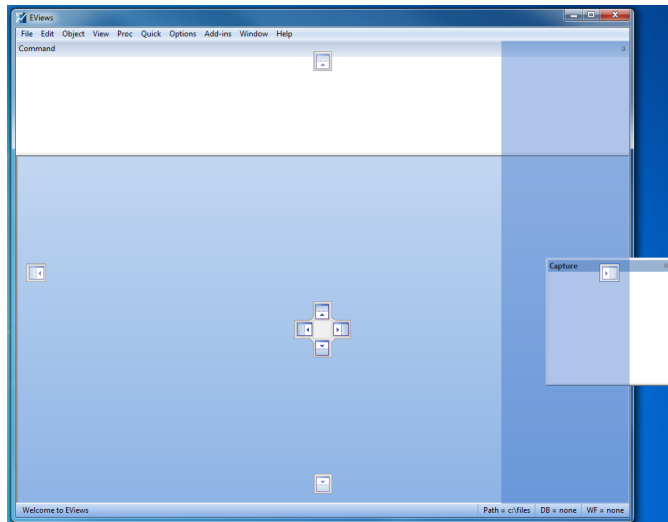 EViews
File Edit Object View Proc Quick Options Add-ins Window Help
Command
Capture
Welcome to EViews
Path = c:\files DB = none WF = none